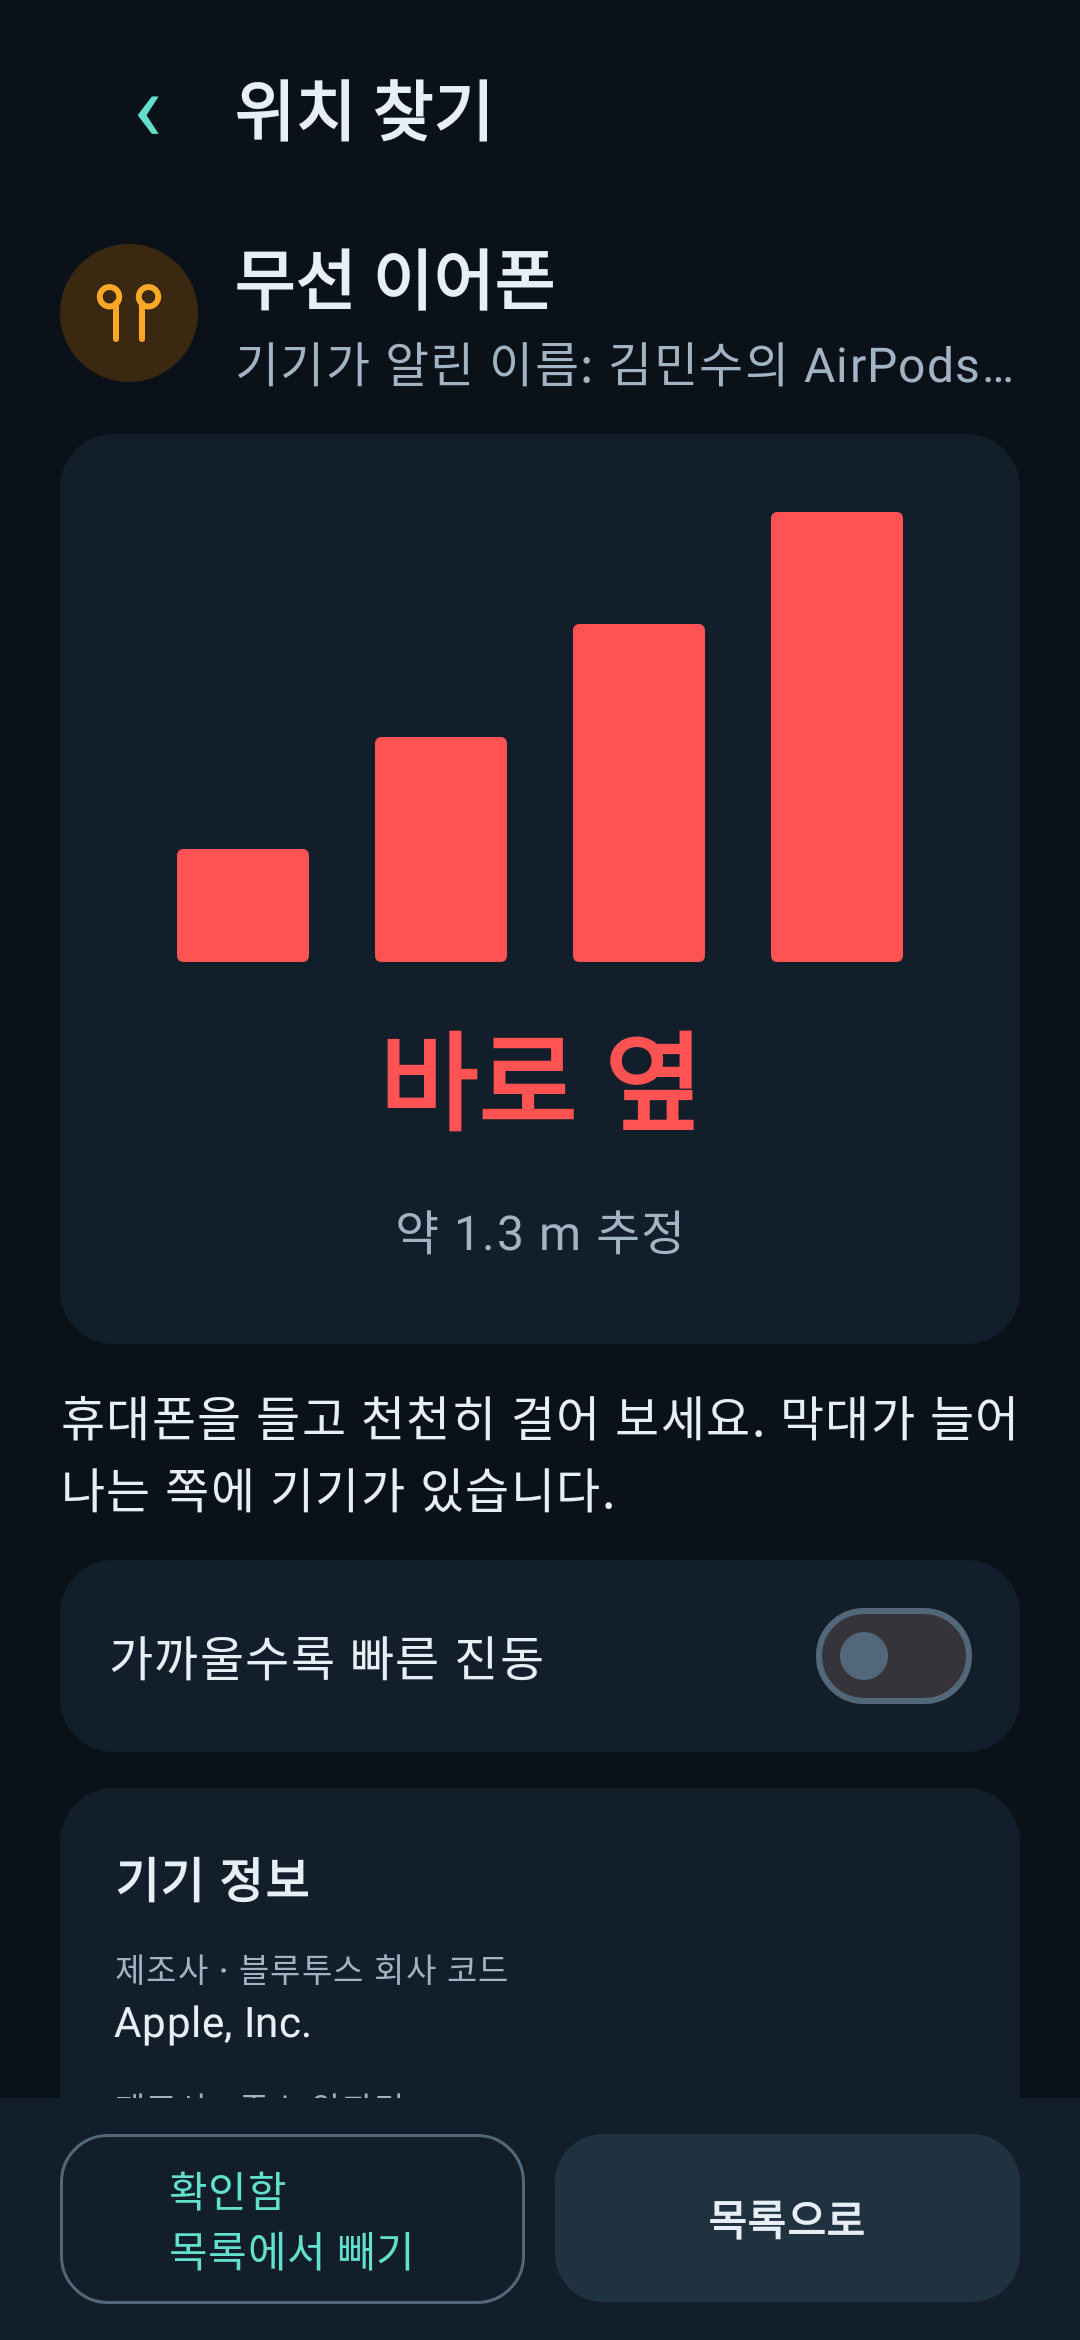 위치 찾기
무선 이어폰
기기가 알린 이름: 김민수의 AirPods…
바로 옆
약 1.3 m 추정
휴대폰을 들고 천천히 걸어 보세요. 막대가 늘어
나는 쪽에 기기가 있습니다.
가까울수록 빠른 진동
기기 정보
제조사 · 블루투스 회사 코드
Apple, Inc.
확인함
목록에서 빼기
목록으로